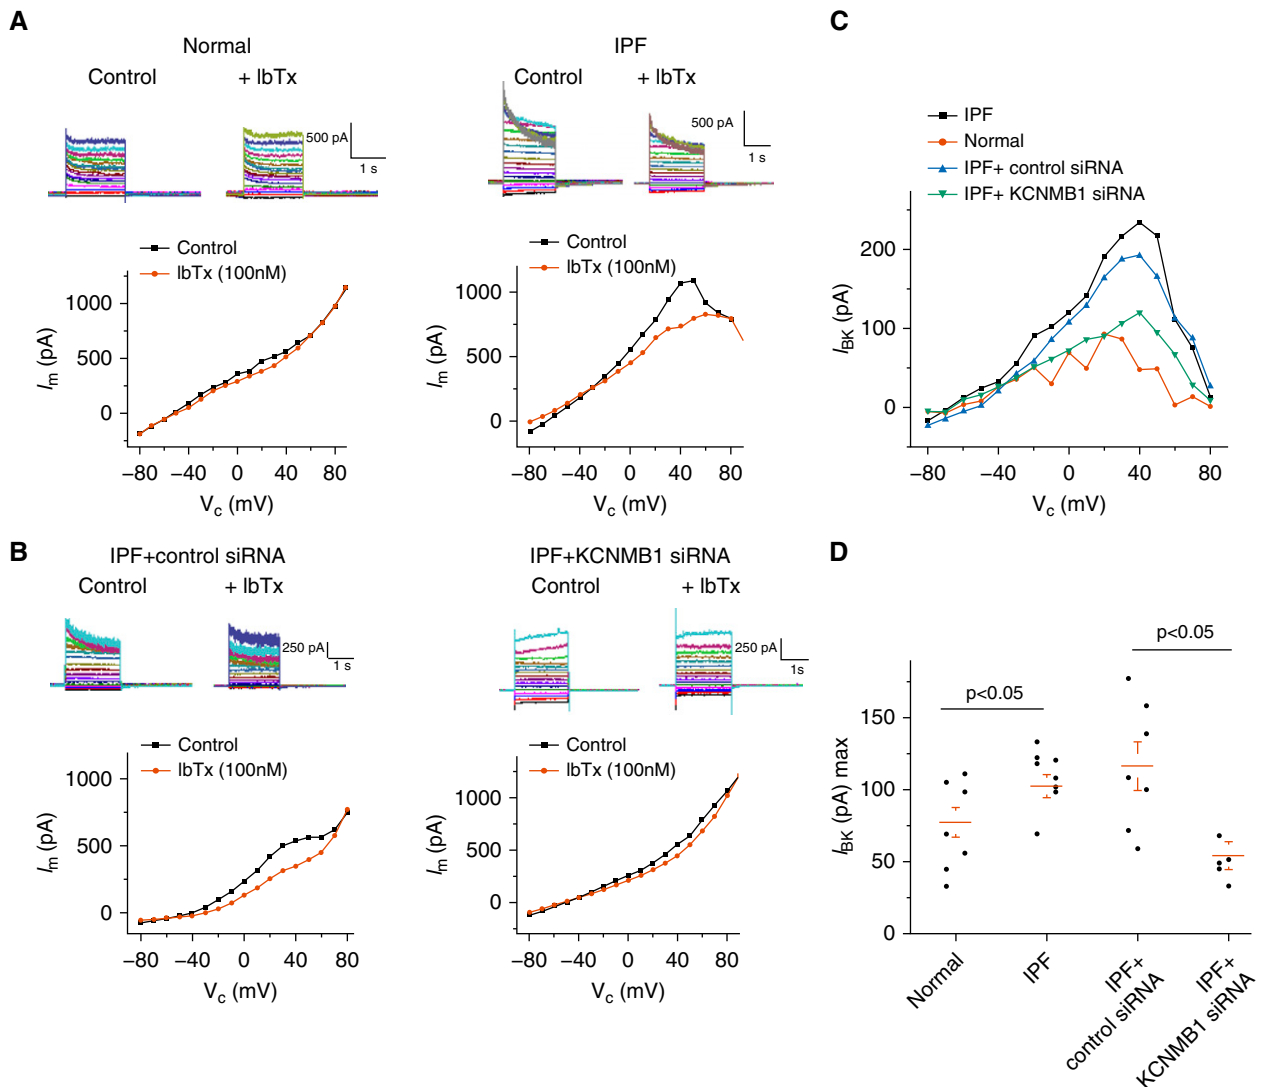 A
Normal
Control
+ IbTx
500 pA
1 s
IPF
Control
+ IbTx
500 pA
1 s
Control
IbTx (100nM)
1000
500
0
Im (pA)
−80 −40 0 40 80
Vc (mV)
Control
IbTx (100nM)
1000
500
0
Im (pA)
−80 −40 0 40 80
Vc (mV)
B
IPF+control siRNA
Control
+ IbTx
250 pA
1 s
IPF+KCNMB1 siRNA
Control
+ IbTx
250 pA
1s
Control
IbTx (100nM)
1000
500
0
Im (pA)
−80 −40 0 40 80
Vc (mV)
Control
IbTx (100nM)
1000
500
0
Im (pA)
−80 −40 0 40 80
Vc (mV)
C
IPF
Normal
IPF+ control siRNA
IPF+ KCNMB1 siRNA
200
100
0
IBK (pA)
−80 −40 0 40 80
Vc (mV)
D
p<0.05
p<0.05
150
100
50
0
IBK (pA) max
Normal
IPF
IPF+
control siRNA
IPF+
KCNMB1 siRNA